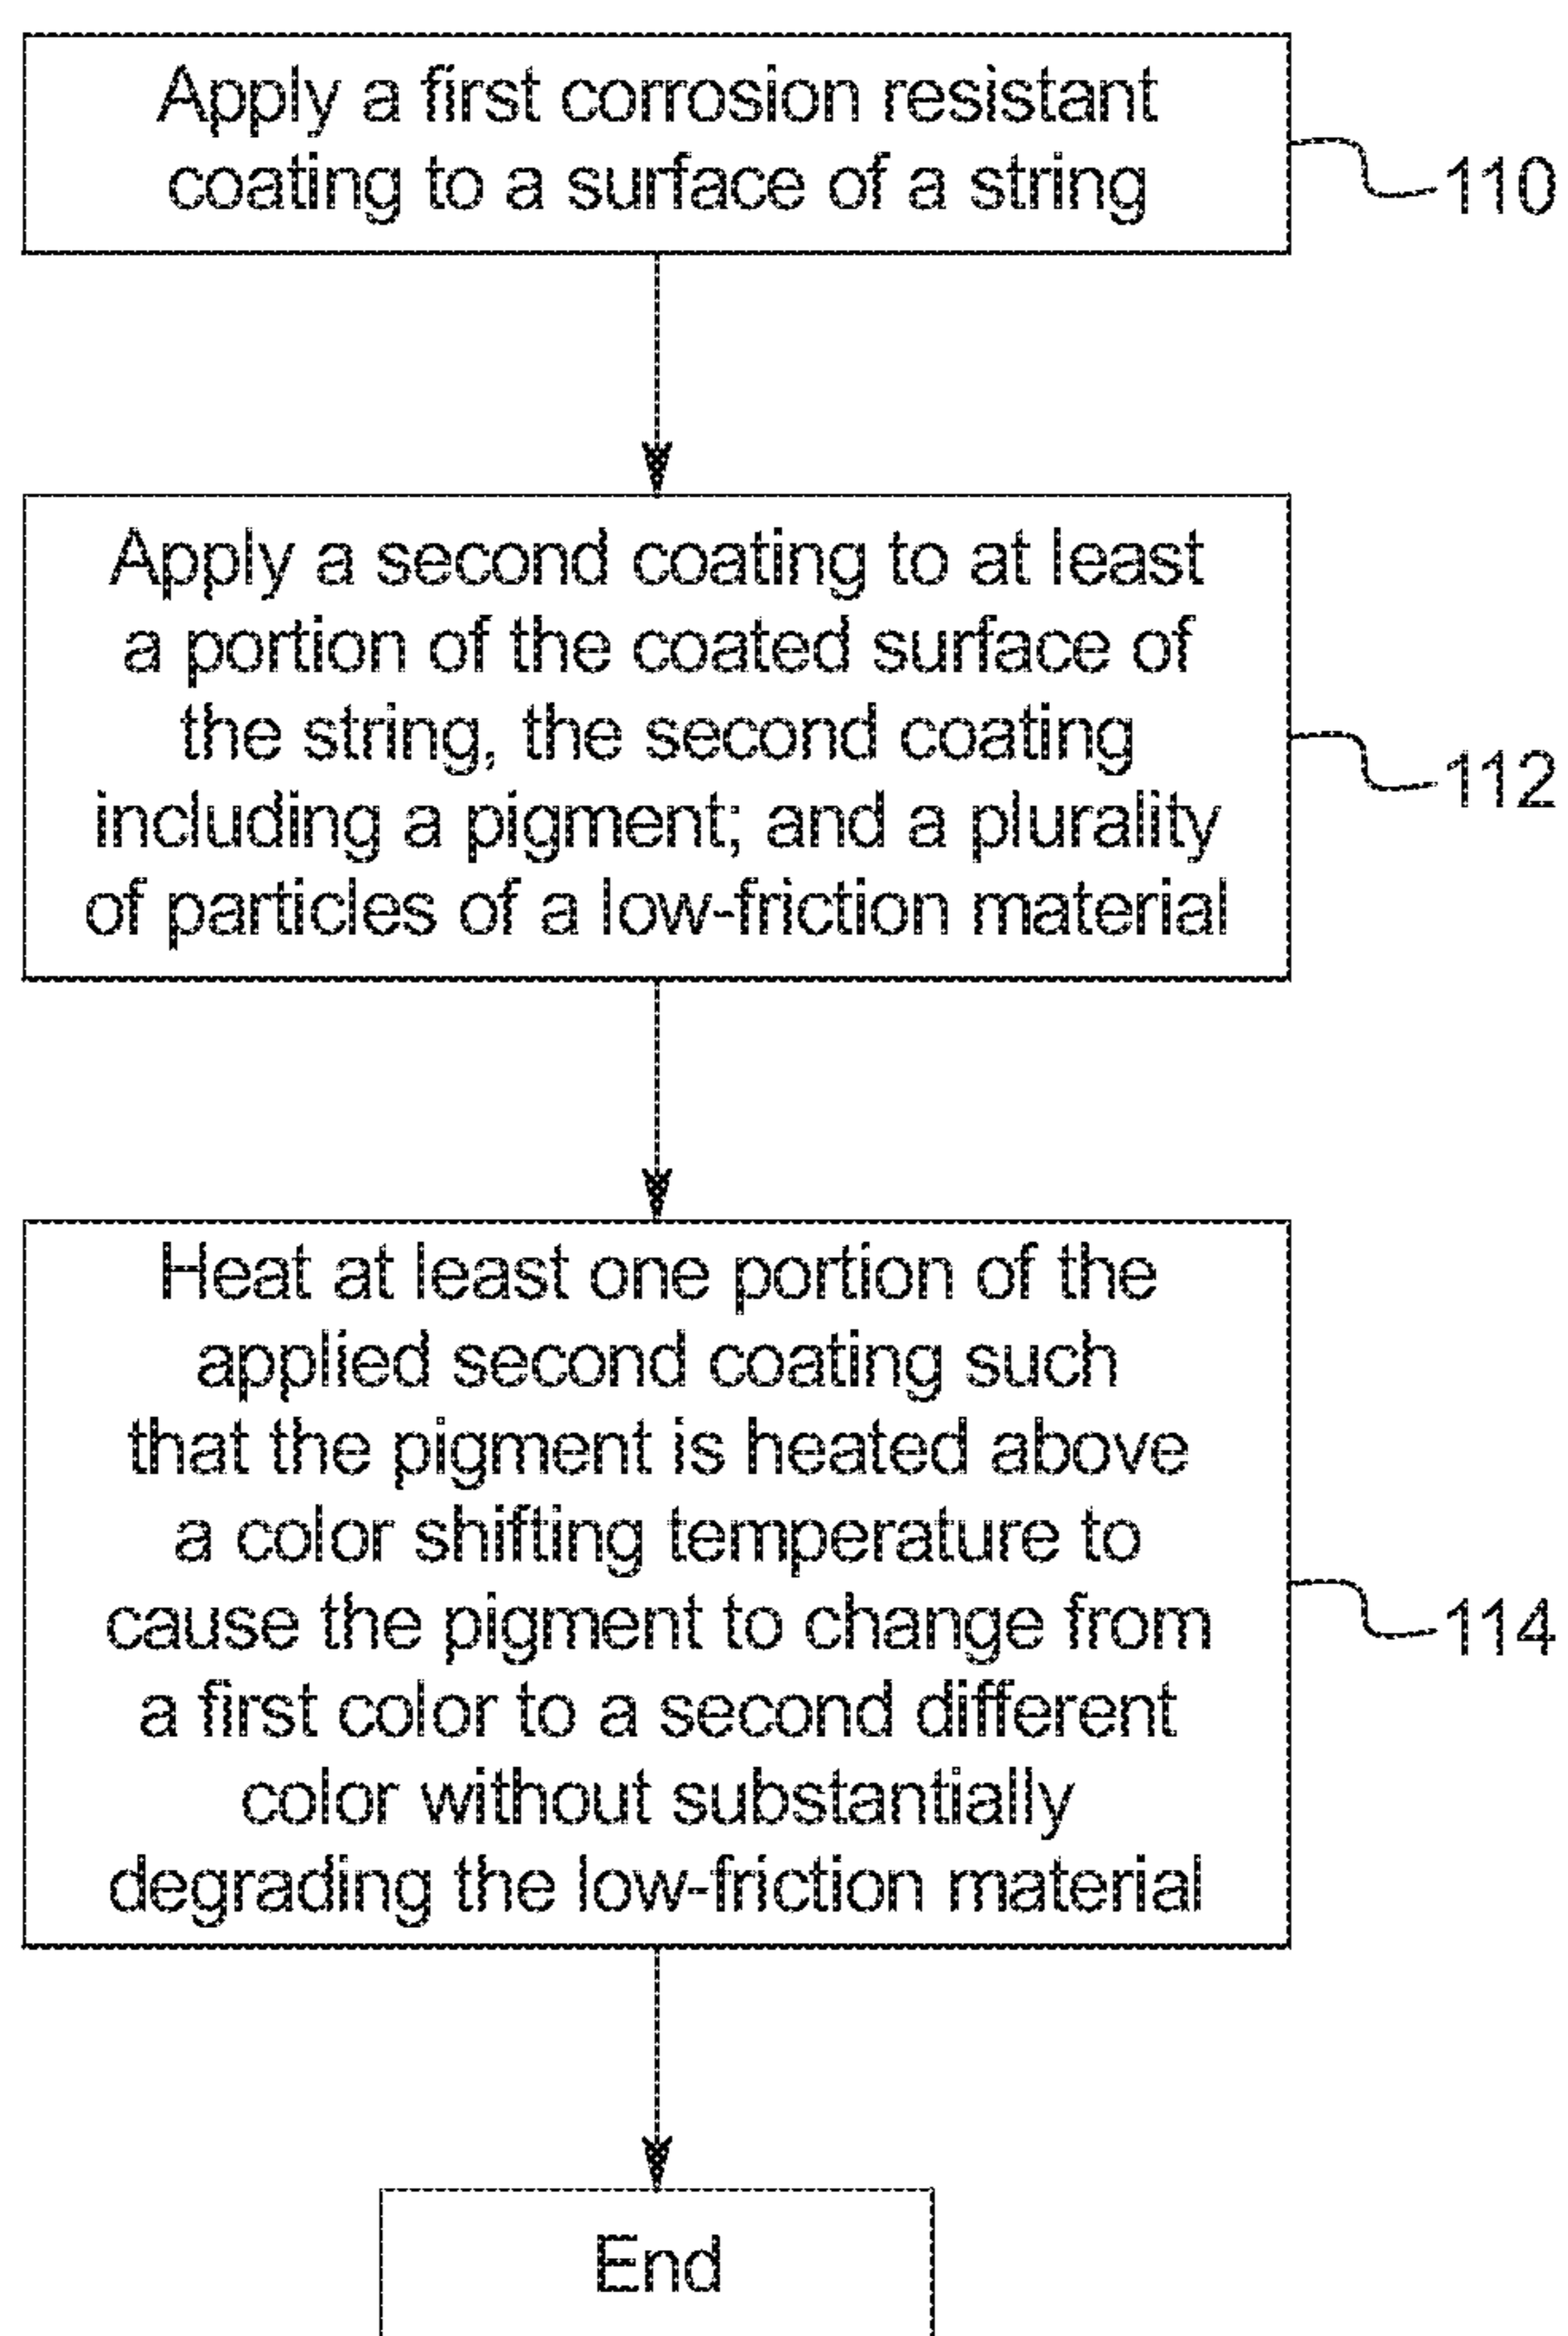 Apply a first corrosion resistant
coating to a surface of a string
110
Apply a second coating to at least
a portion of the coated surface of
the string, the second coating
including a pigment; and a plurality
of particles of a low-friction material
112
Heat at least one portion of the
applied second coating such
that the pigment is heated above
a color shifting temperature to
cause the pigment to change from
a first color to a second different
color without substantially
degrading the low-friction material
114
End